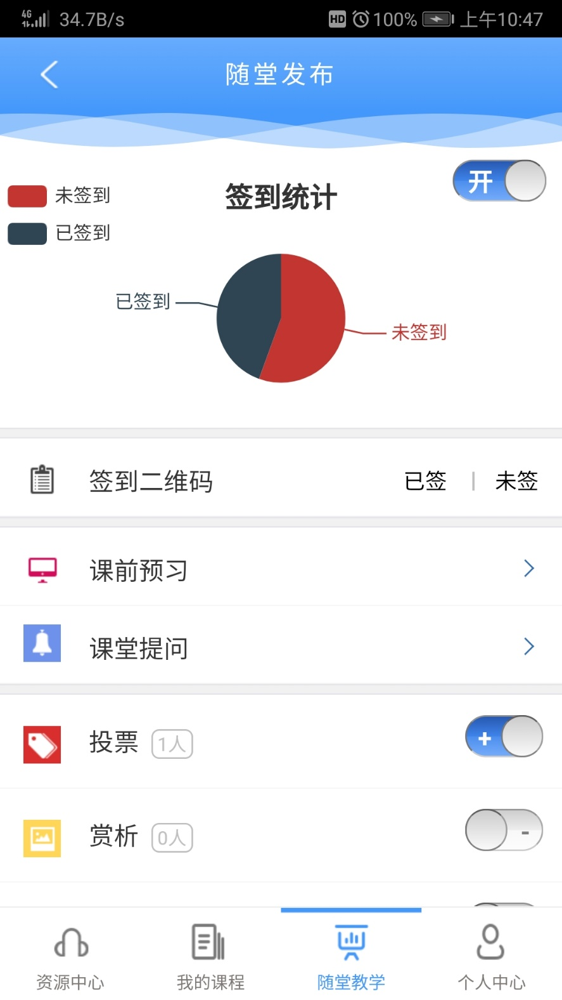 4G 34.7B/s HD 100% 上午10:47
随堂发布
开
未签到
签到统计
已签到
已签到
未签到
签到二维码 已签 | 未签
课前预习
课堂提问
投票 1人 +
赏析 0人 -
资源中心 我的课程 随堂教学 个人中心